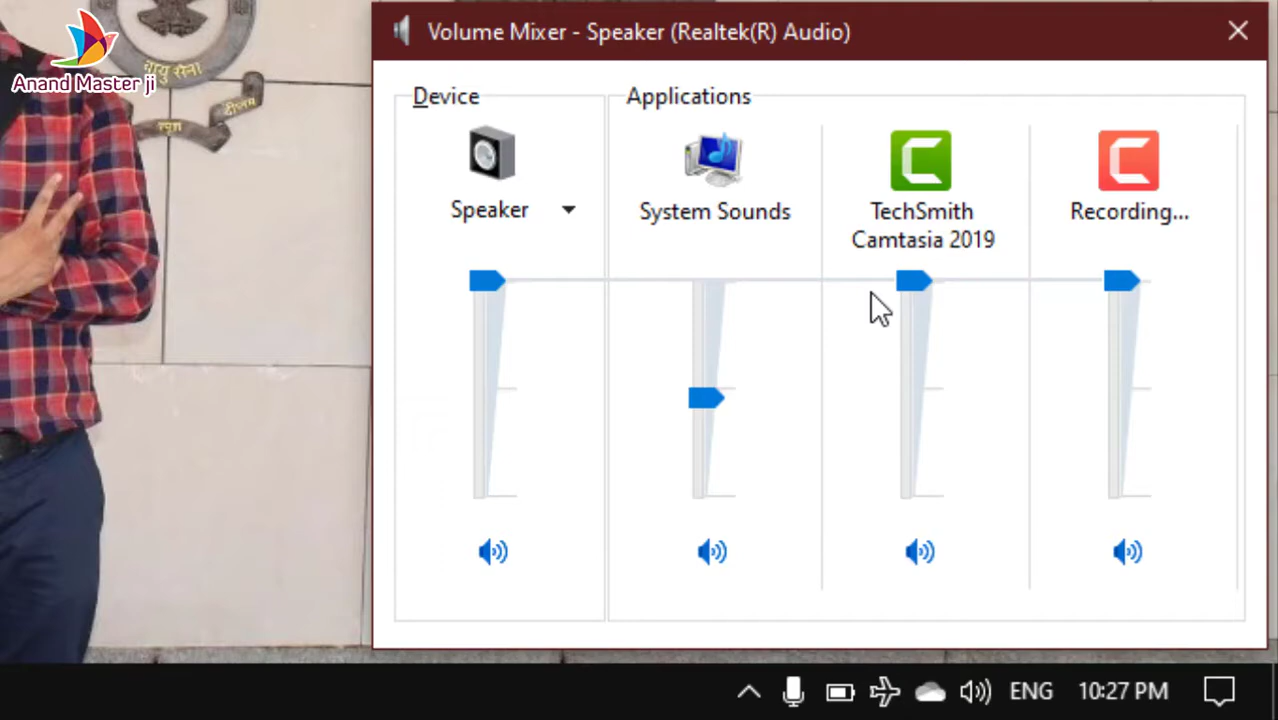 Anand Master ji
वायु सेना
दीप्तम्
स्पृशं
Volume Mixer - Speaker (Realtek(R) Audio)
Device
Applications
Speaker
System Sounds
TechSmith
Camtasia 2019
Recording...
ENG
10:27 PM